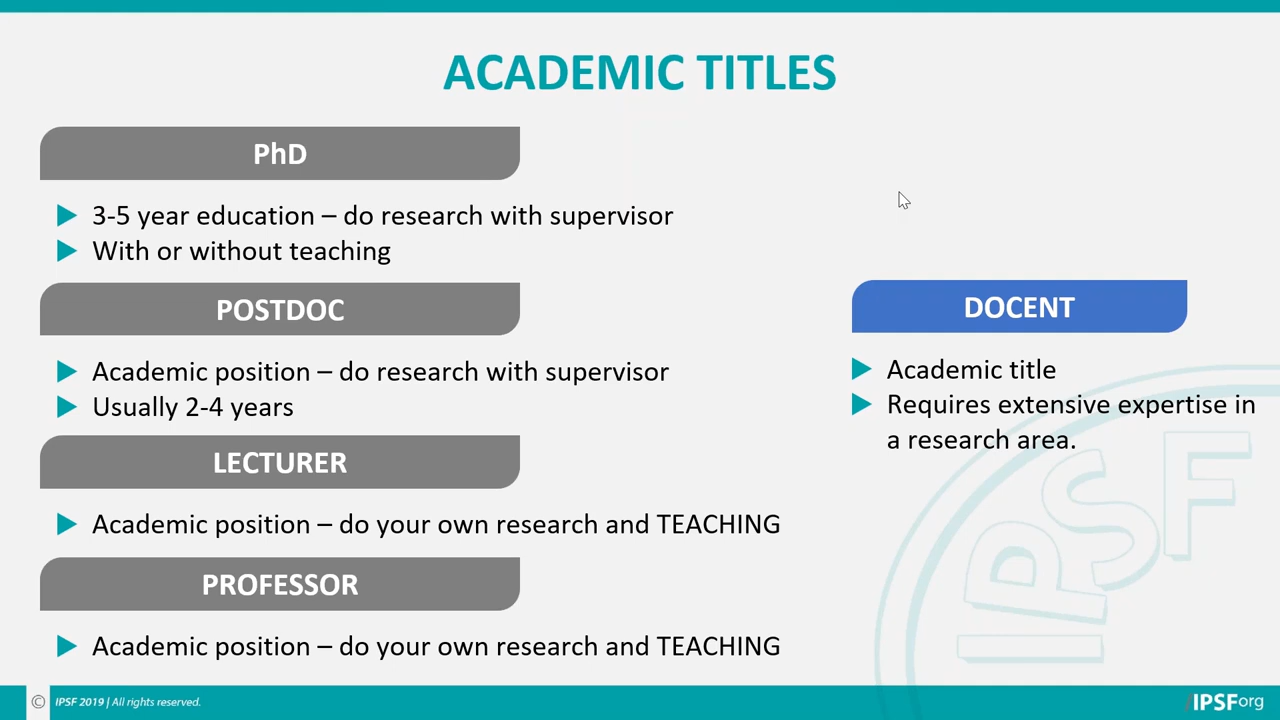 ACADEMIC TITLES
PhD
3-5 year education – do research with supervisor
With or without teaching
POSTDOC
Academic position – do research with supervisor
Usually 2-4 years
LECTURER
Academic position – do your own research and TEACHING
PROFESSOR
Academic position – do your own research and TEACHING
DOCENT
Academic title
Requires extensive expertise in
a research area.
IPSF
© IPSF 2019 | All rights reserved.
/IPSForg